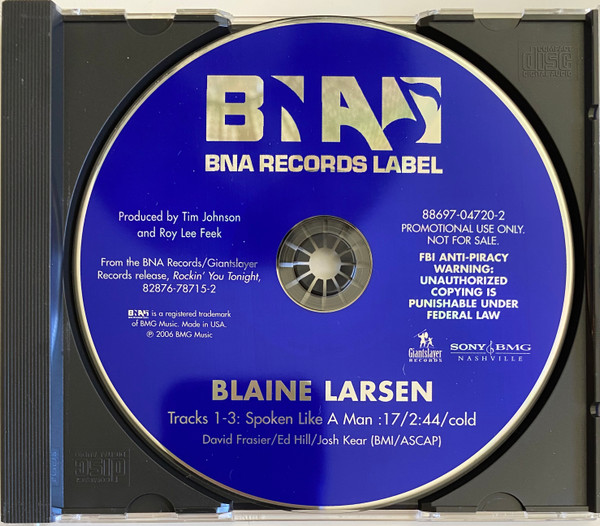 BNA
BNA RECORDS LABEL
Produced by Tim Johnson
and Roy Lee Feek
From the BNA Records/Giantslayer
Records release, Rockin' You Tonight,
82876-78715-2
BNA is a registered trademark
of BMG Music. Made in USA.
℗ 2006 BMG Music
88697-04720-2
PROMOTIONAL USE ONLY.
NOT FOR SALE.
FBI ANTI-PIRACY
WARNING:
UNAUTHORIZED
COPYING IS
PUNISHABLE UNDER
FEDERAL LAW
Giantslayer
RECORDS
SONY BMG
NASHVILLE
BLAINE LARSEN
Tracks 1-3: Spoken Like A Man :17/2:44/cold
David Frasier/Ed Hill/Josh Kear (BMI/ASCAP)
disc
disc